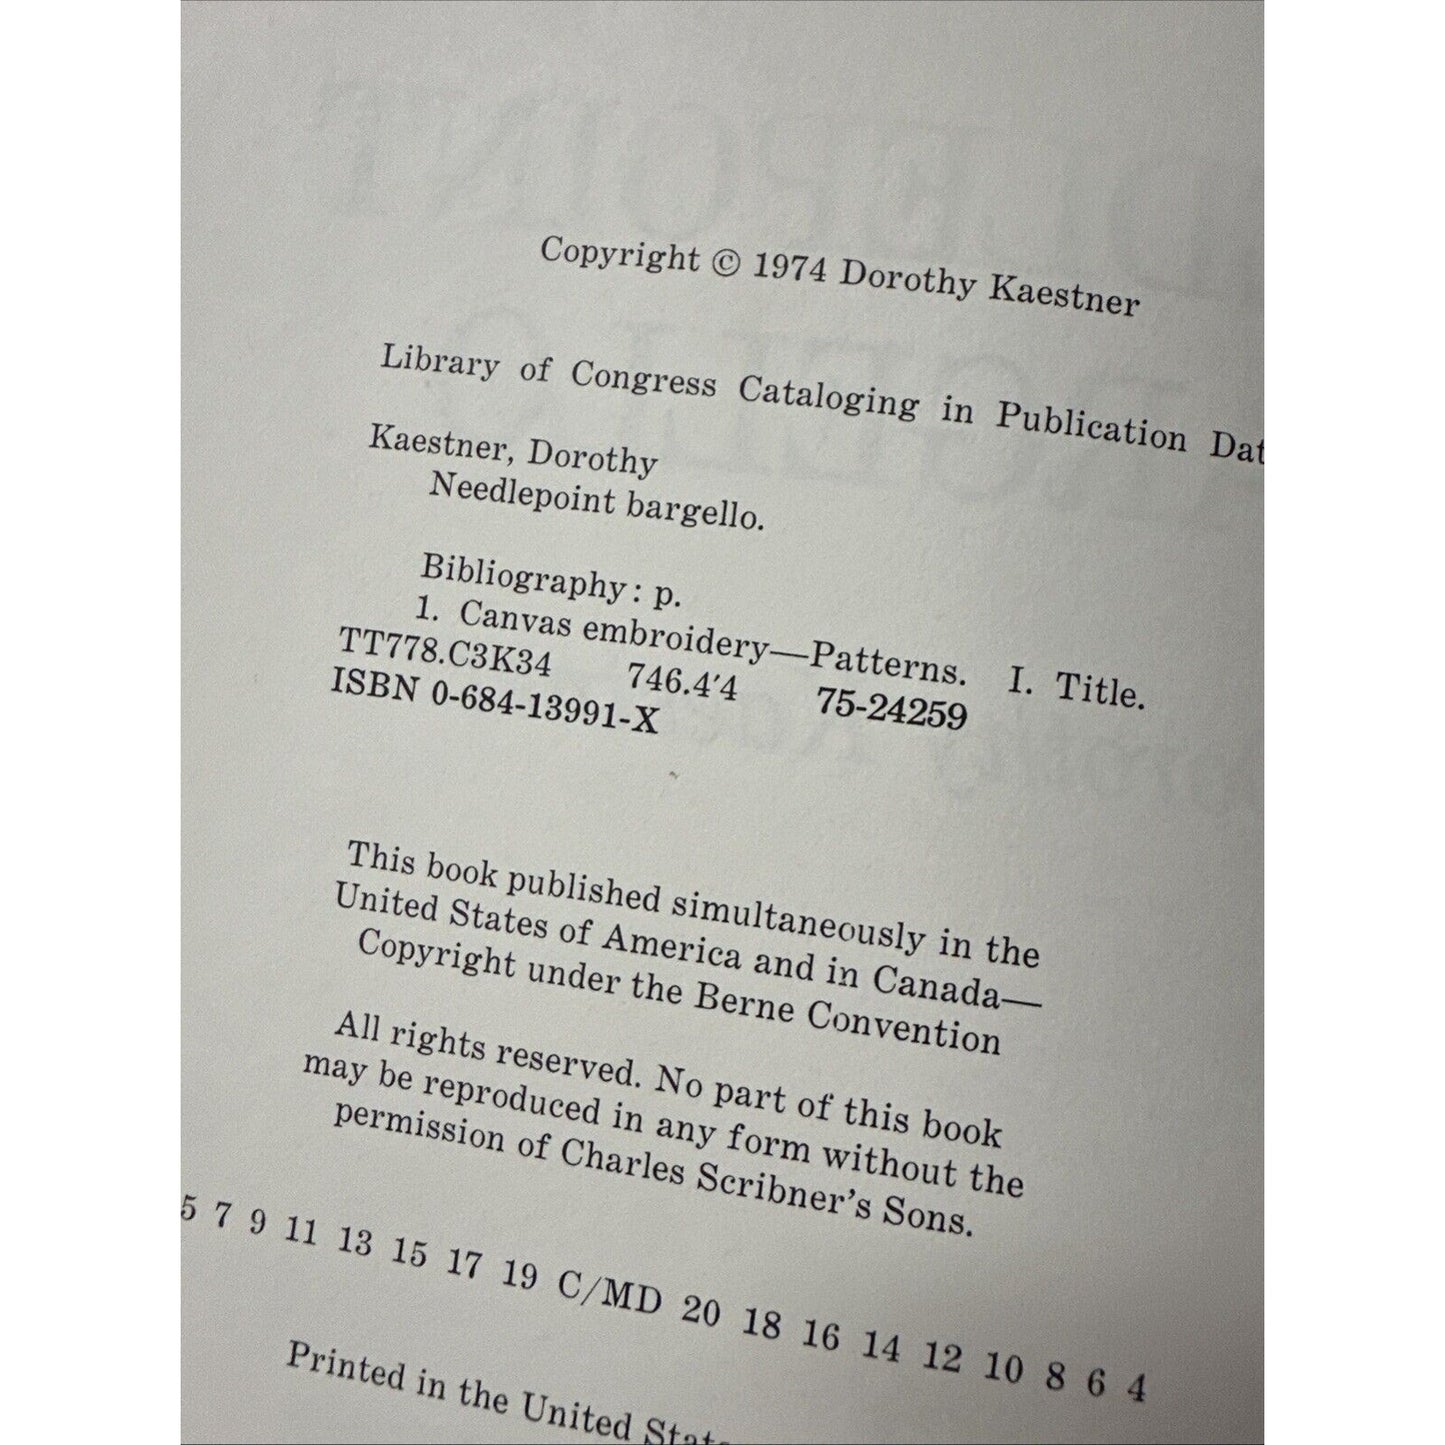 Copyright © 1974 Dorothy Kaestner
Library of Congress Cataloging in Publication Dat
Kaestner, Dorothy
Needlepoint bargello.
Bibliography: p.
1. Canvas embroidery—Patterns. I. Title.
TT778.C3K34 746.4'4 75-24259
ISBN 0-684-13991-X
This book published simultaneously in the
United States of America and in Canada—
Copyright under the Berne Convention
All rights reserved. No part of this book
may be reproduced in any form without the
permission of Charles Scribner's Sons.
5 7 9 11 13 15 17 19 C/MD 20 18 16 14 12 10 8 6 4
Printed in the United State